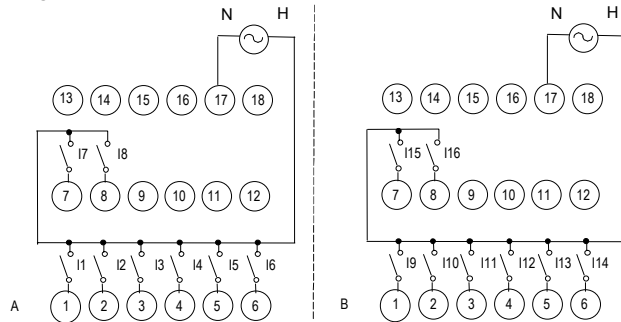 N H N H
13 14 15 16 17 18 13 14 15 16 17 18
I7 I8 I15 I16
7 8 9 10 11 12 7 8 9 10 11 12
I1 I2 I3 I4 I5 I6 I9 I10 I11 I12 I13 I14
A 1 2 3 4 5 6 B 1 2 3 4 5 6